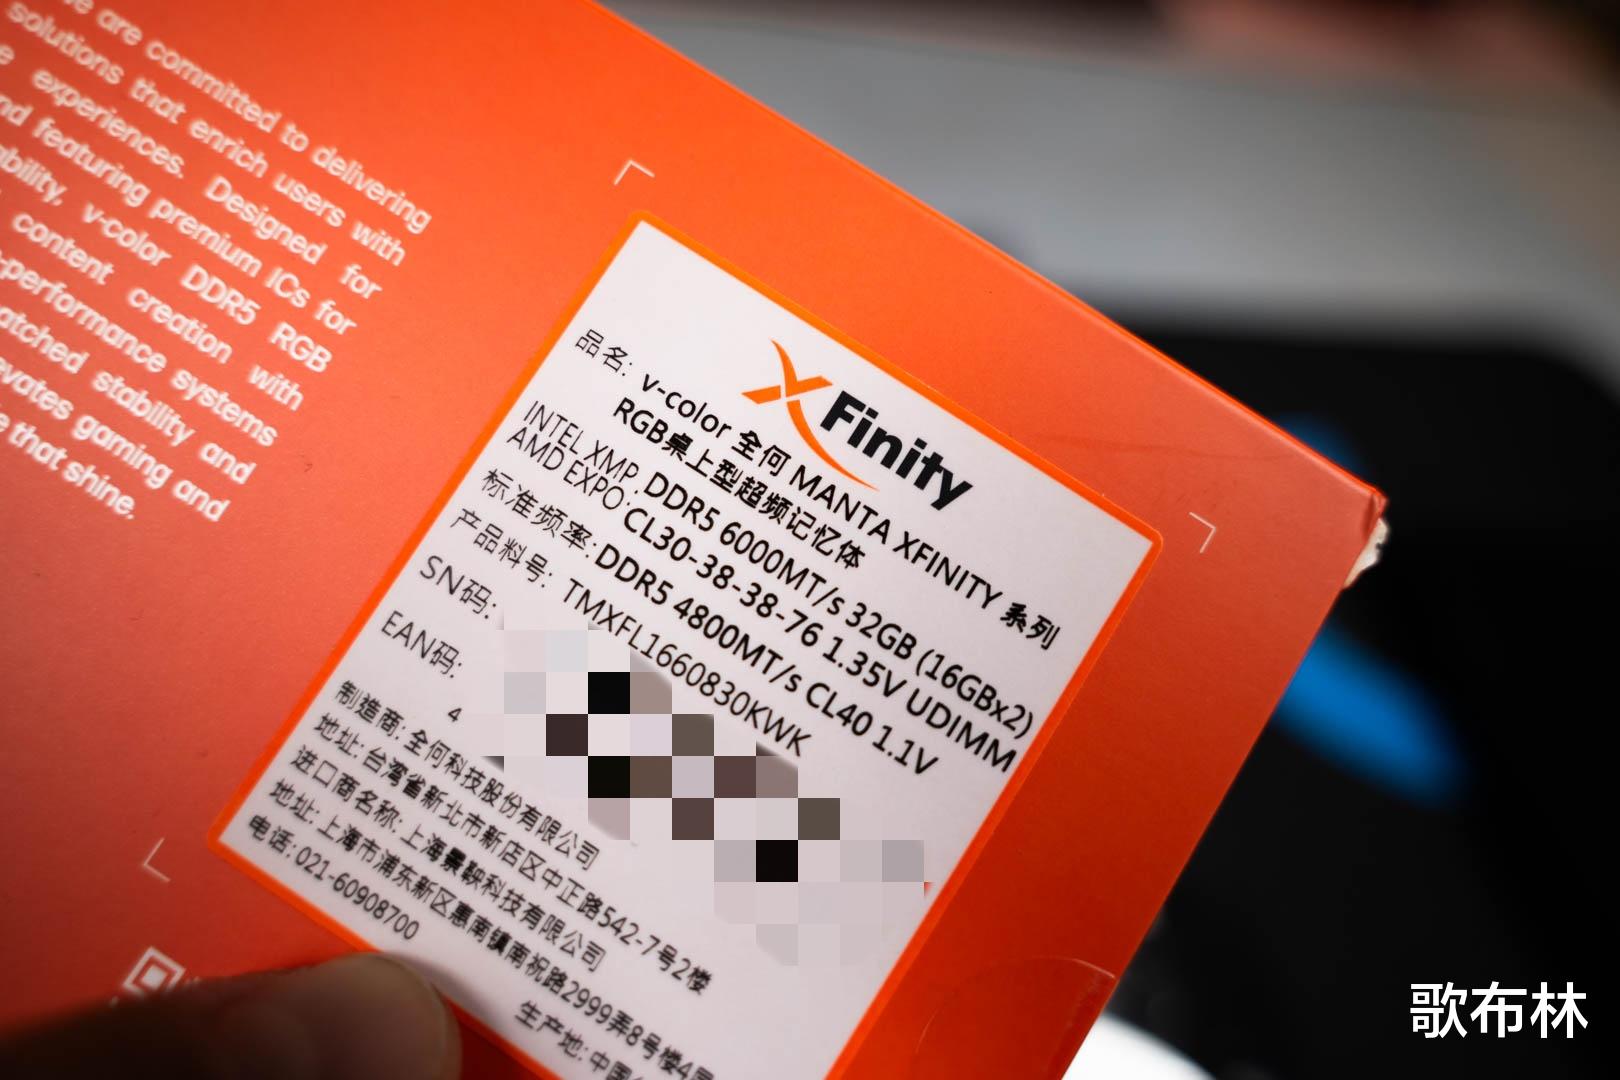 e are committed to delivering
solutions that enrich users with
experiences. Designed for
nd featuring premium ICs for
ability, v-color DDR5 RGB
content creation with
-performance systems
atched stability and
evates gaming and
e that shine.
XFinity
品名: v-color 全何 MANTA XFINITY 系列
RGB桌上型超频记忆体
INTEL XMP, DDR5 6000MT/s 32GB (16GBx2)
AMD EXPO: CL30-38-38-76 1.35V UDIMM
标准频率: DDR5 4800MT/s CL40 1.1V
产品料号: TMXFL1660830KWK
SN码:
EAN码:
4
制造商: 全何科技股份有限公司
地址: 台湾省新北市新店区中正路542-7号2楼
进口商名称: 上海景鞅科技有限公司
地址: 上海市浦东新区惠南镇南祝路2999弄8号楼4层
电话: 021-60908700
生产地: 中国
歌布林